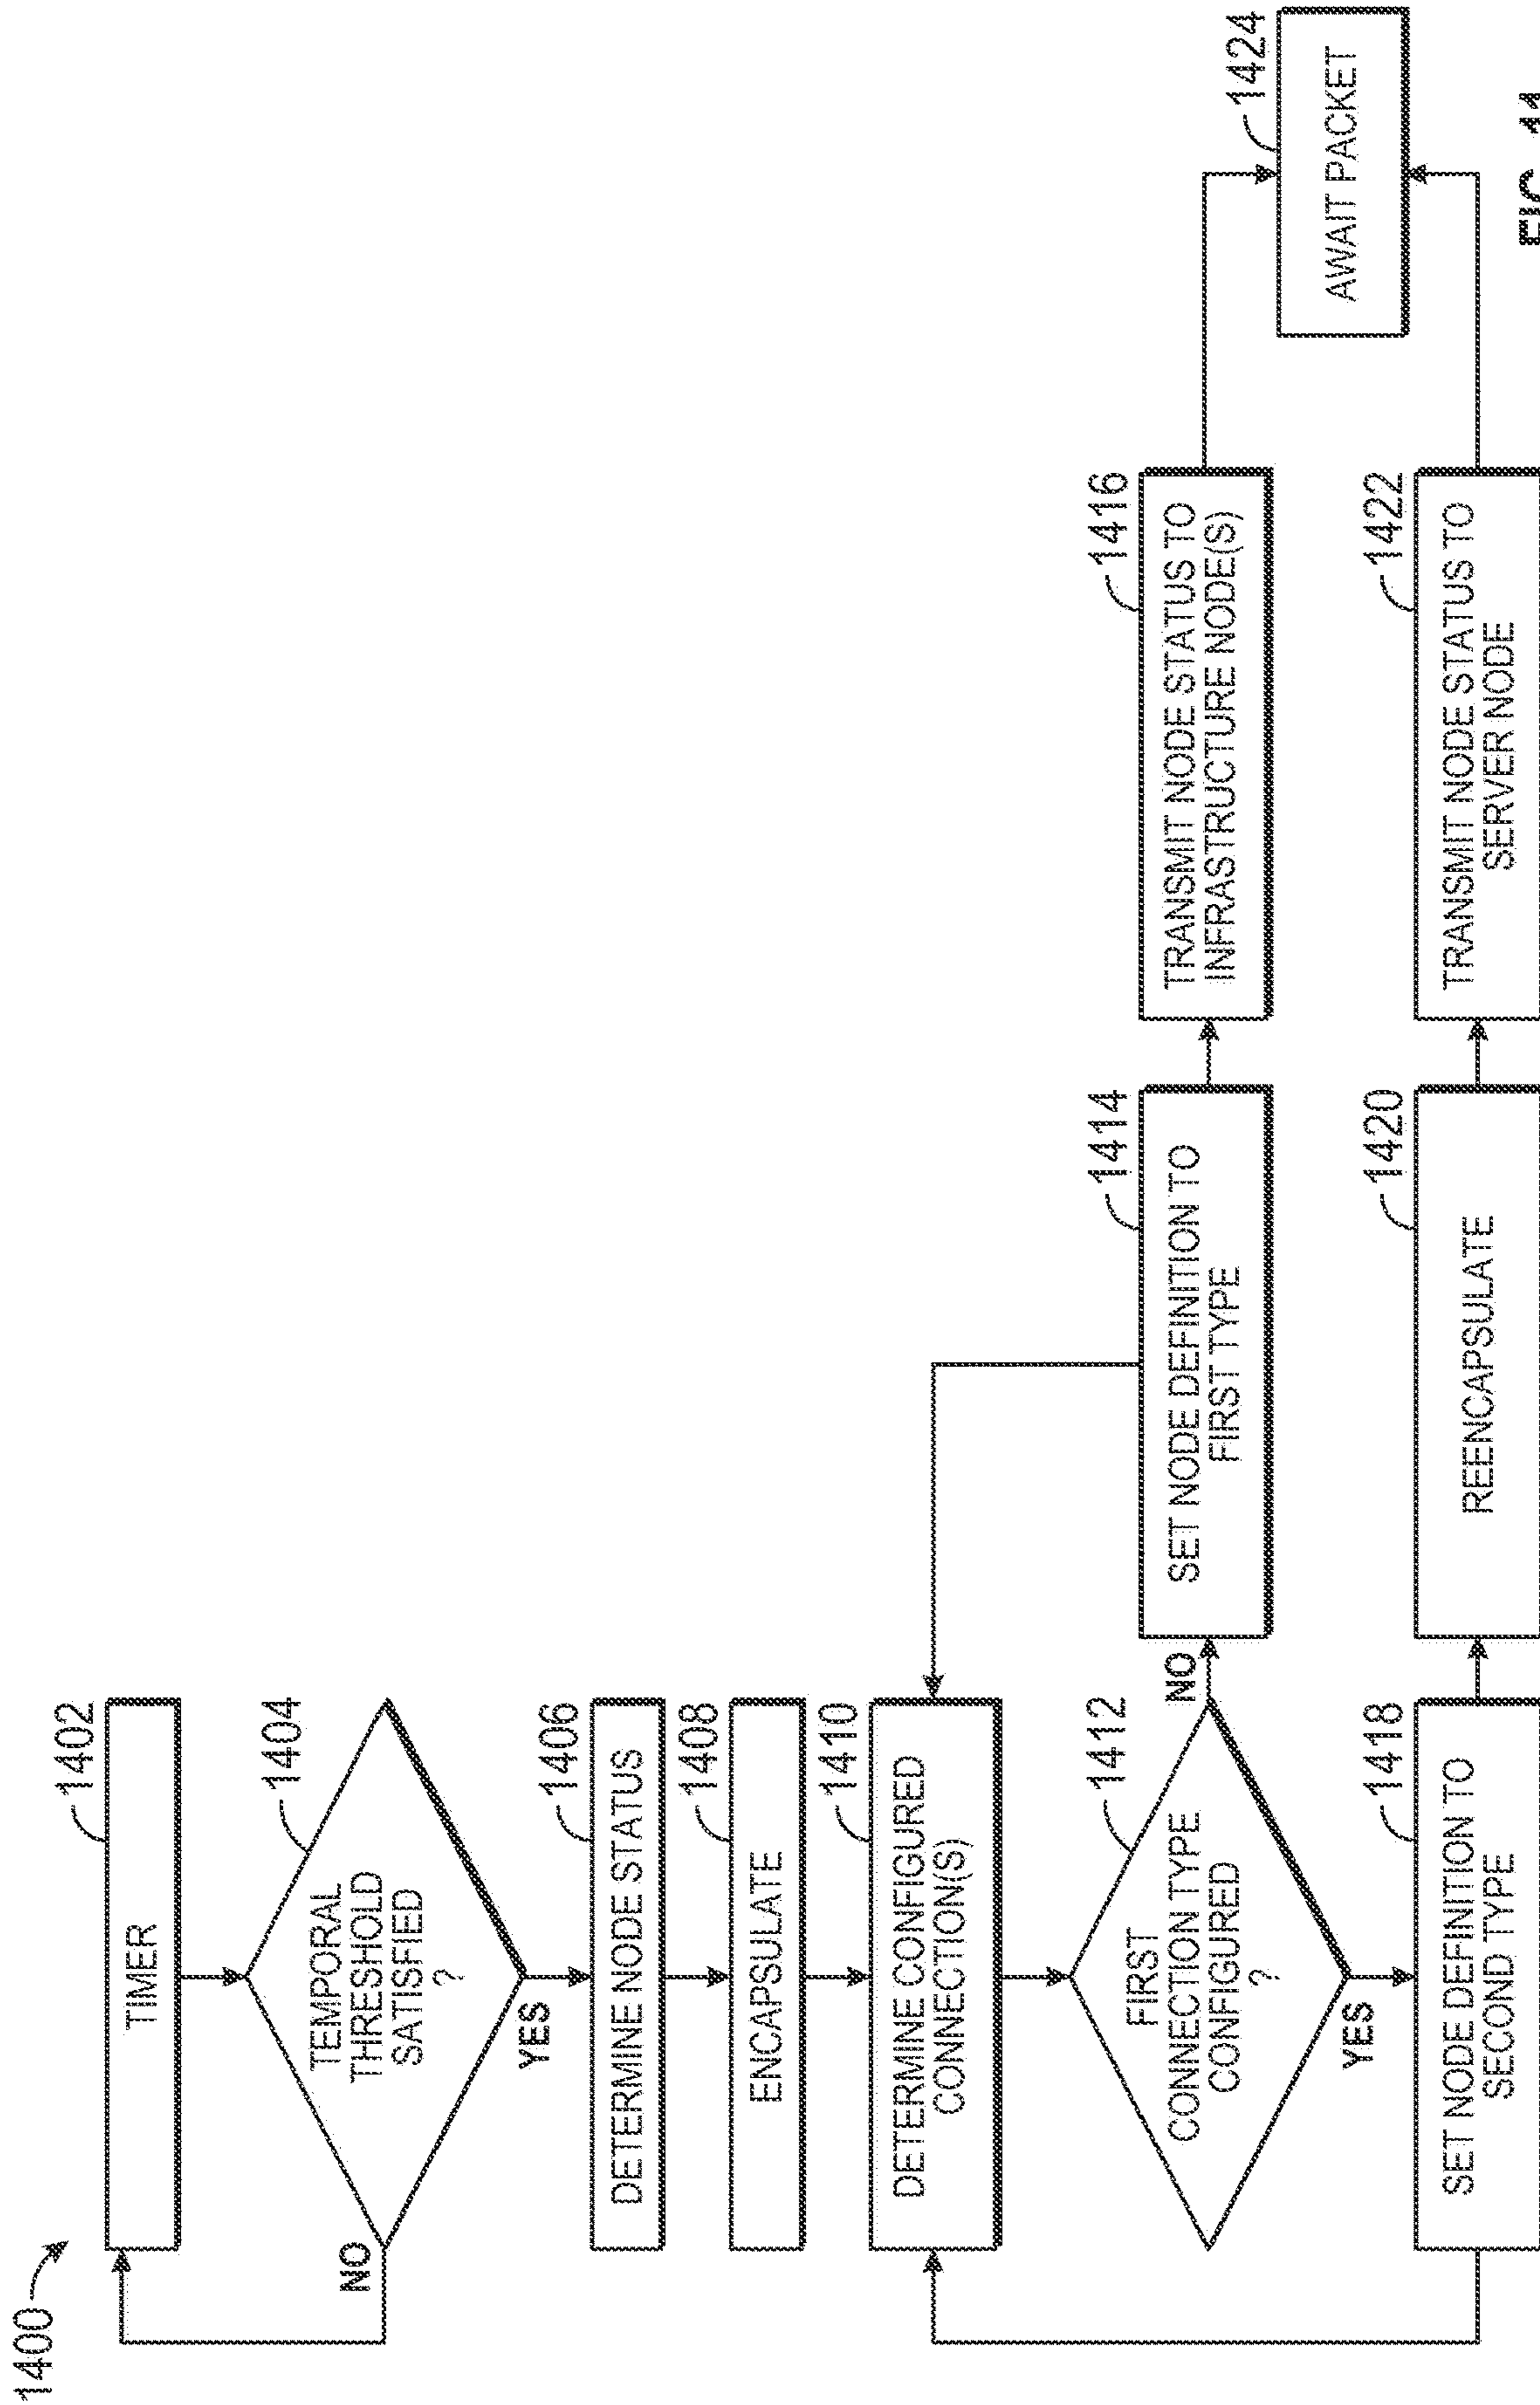 1400
1402
TIMER
1404
TEMPORAL
THRESHOLD
SATISFIED
?
NO
YES
1406
DETERMINE NODE STATUS
1408
ENCAPSULATE
1410
DETERMINE CONFIGURED
CONNECTION(S)
1412
FIRST
CONNECTION TYPE
CONFIGURED
?
NO
YES
1414
SET NODE DEFINITION TO
FIRST TYPE
1416
TRANSMIT NODE STATUS TO
INFRASTRUCTURE NODE(S)
1418
SET NODE DEFINITION TO
SECOND TYPE
1420
REENCAPSULATE
1422
TRANSMIT NODE STATUS TO
SERVER NODE
1424
AWAIT PACKET